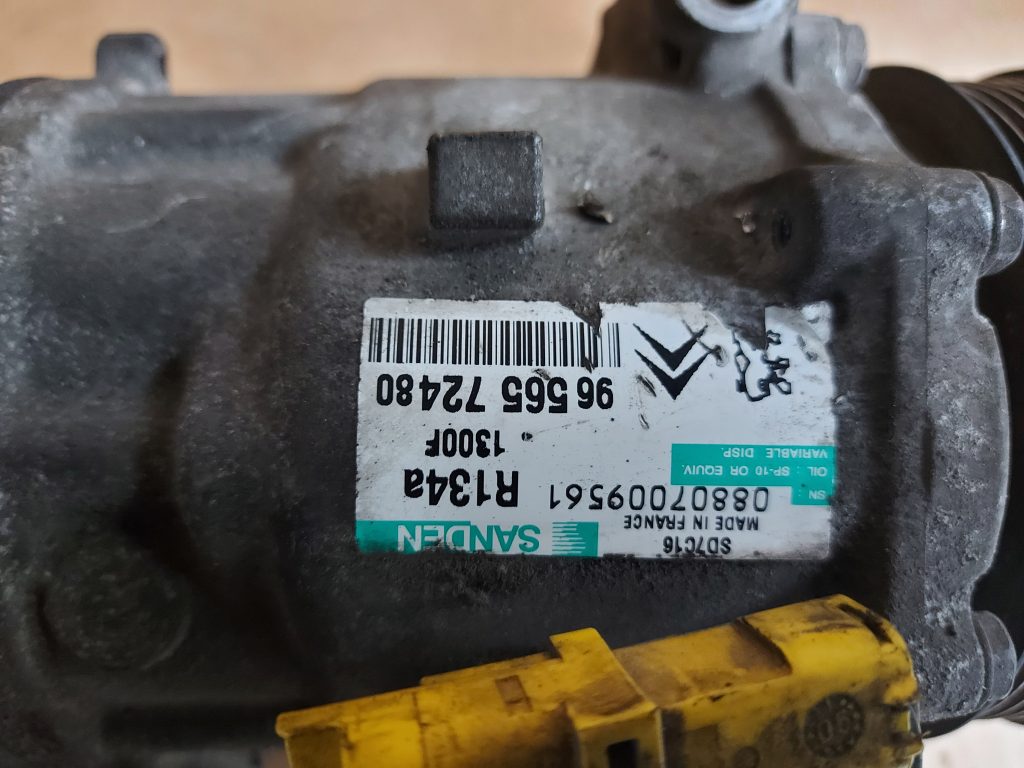 SD7C16
MADE IN FRANCE
SN :
08807009561
OIL : SP-10 OR EQUIV.
VARIABLE DISP.
SANDEN
R134a
1300F
96 565 724 80